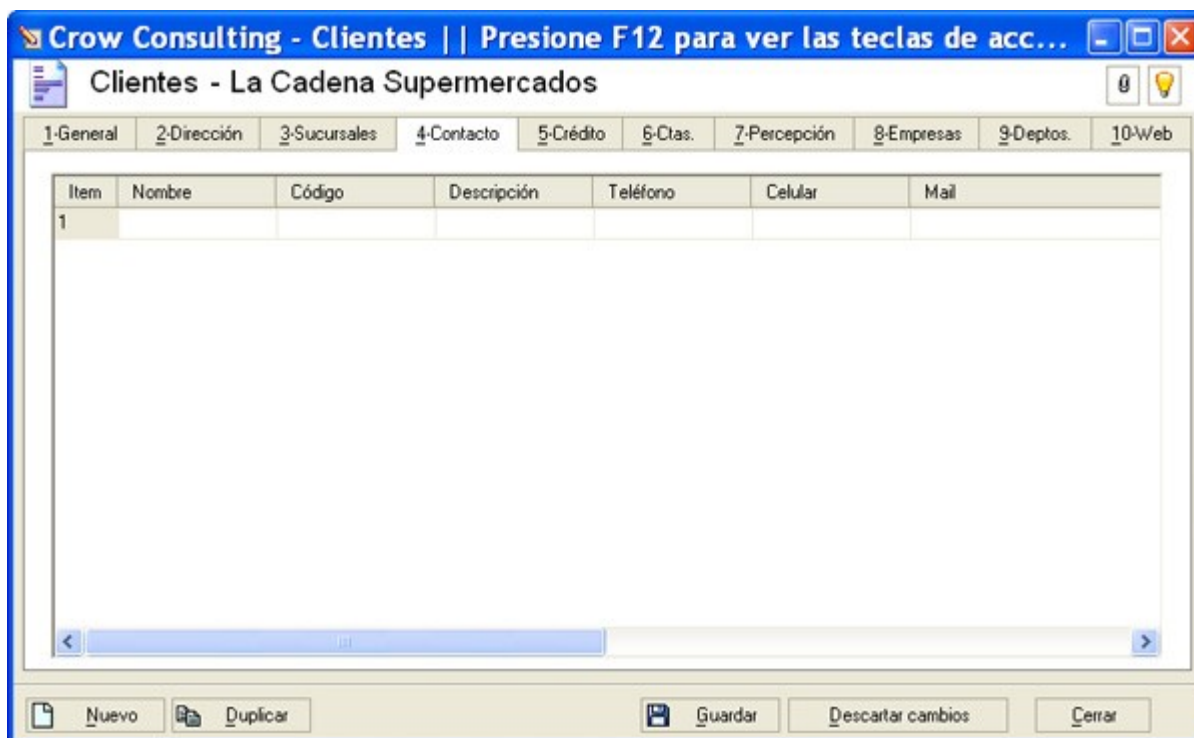 Crow Consulting - Clientes || Presione F12 para ver las teclas de acc...
Clientes - La Cadena Supermercados
1-General 2-Dirección 3-Sucursales 4-Contacto 5-Crédito 6-Ctas. 7-Percepción 8-Empresas 9-Deptos. 10-Web
Item Nombre Código Descripción Teléfono Celular Mail
1
Nuevo Duplicar Guardar Descartar cambios Cerrar